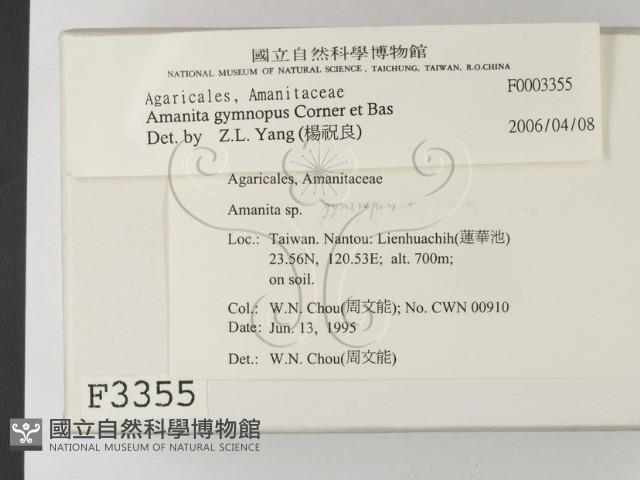 國立自然科學博物館
NATIONAL MUSEUM OF NATURAL SCIENCE, TAICHUNG, TAIWAN, R.O.CHINA
Agaricales, Amanitaceae
F0003355
Amanita gymnopus Corner et Bas
Det. by Z.L. Yang (楊祝良)
2006/04/08
Agaricales, Amanitaceae
Amanita sp.
Loc.: Taiwan. Nantou: Lienhuachih(蓮華池)
23.56N, 120.53E; alt. 700m;
on soil.
Col.: W.N. Chou(周文能); No. CWN 00910
Date: Jun. 13, 1995
Det.: W.N. Chou(周文能)
F3355
國立自然科學博物館
NATIONAL MUSEUM OF NATURAL SCIENCE